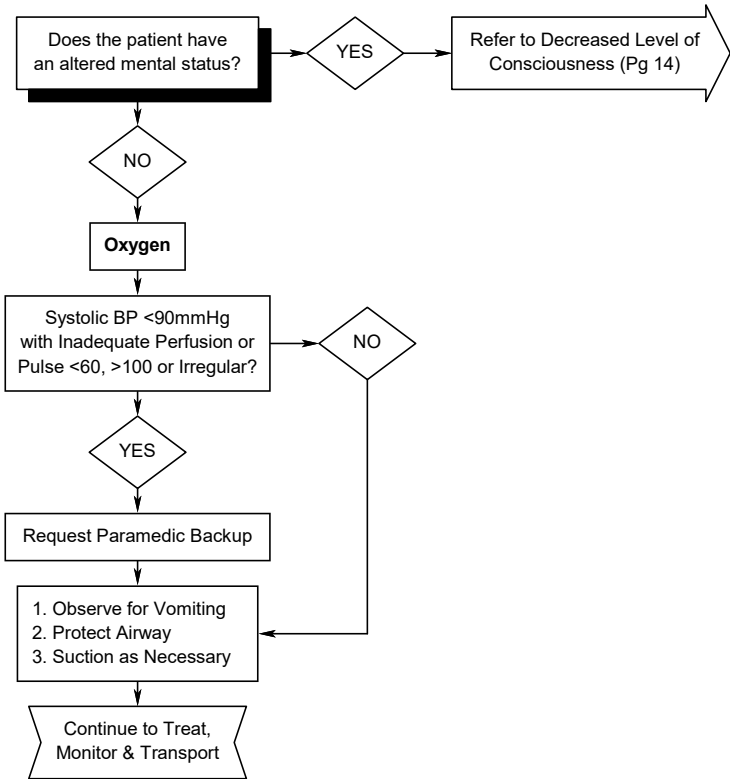 Does the patient have
an altered mental status?
YES
Refer to Decreased Level of
Consciousness (Pg 14)
NO
Oxygen
Systolic BP <90mmHg
with Inadequate Perfusion or
Pulse <60, >100 or Irregular?
NO
YES
Request Paramedic Backup
1. Observe for Vomiting
2. Protect Airway
3. Suction as Necessary
Continue to Treat,
Monitor & Transport